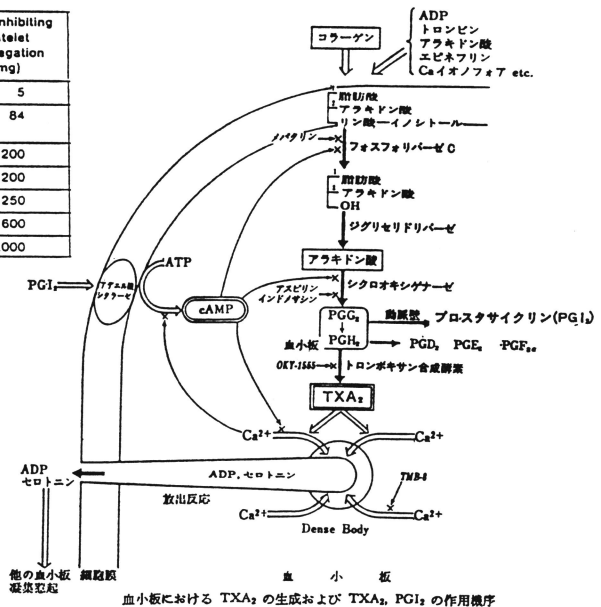 nhibiting
telet
egation
mg)
5
84
200
200
250
600
000
コラーゲン
ADP
トロンビン
アラキドン酸
エピネフリン
Caイオノフォア etc.
脂肪酸
アラキドン酸
リン酸―イノシトール
メパクリン
フォスフォリパーゼ C
脂肪酸
アラキドン酸
OH
ジグリセリドリパーゼ
アラキドン酸
アスピリン
インドメサシン
シクロオキシゲナーゼ
PGI₂
アデニル酸
シクラーゼ
ATP
cAMP
PGG₂
↓
PGH₂
血小板
動脈壁
プロスタサイクリン(PGI₂)
PGD₂ PGE₂ PGF₂α
OKY-1555
トロンボキサン合成酵素
TXA₂
Ca²⁺
Ca²⁺
ADP
セロトニン
ADP, セロトニン
放出反応
TMB-8
Ca²⁺
Ca²⁺
Dense Body
他の血小板
凝集惹起
細胞膜
血 小 板
血小板における TXA₂ の生成および TXA₂, PGI₂ の作用機序